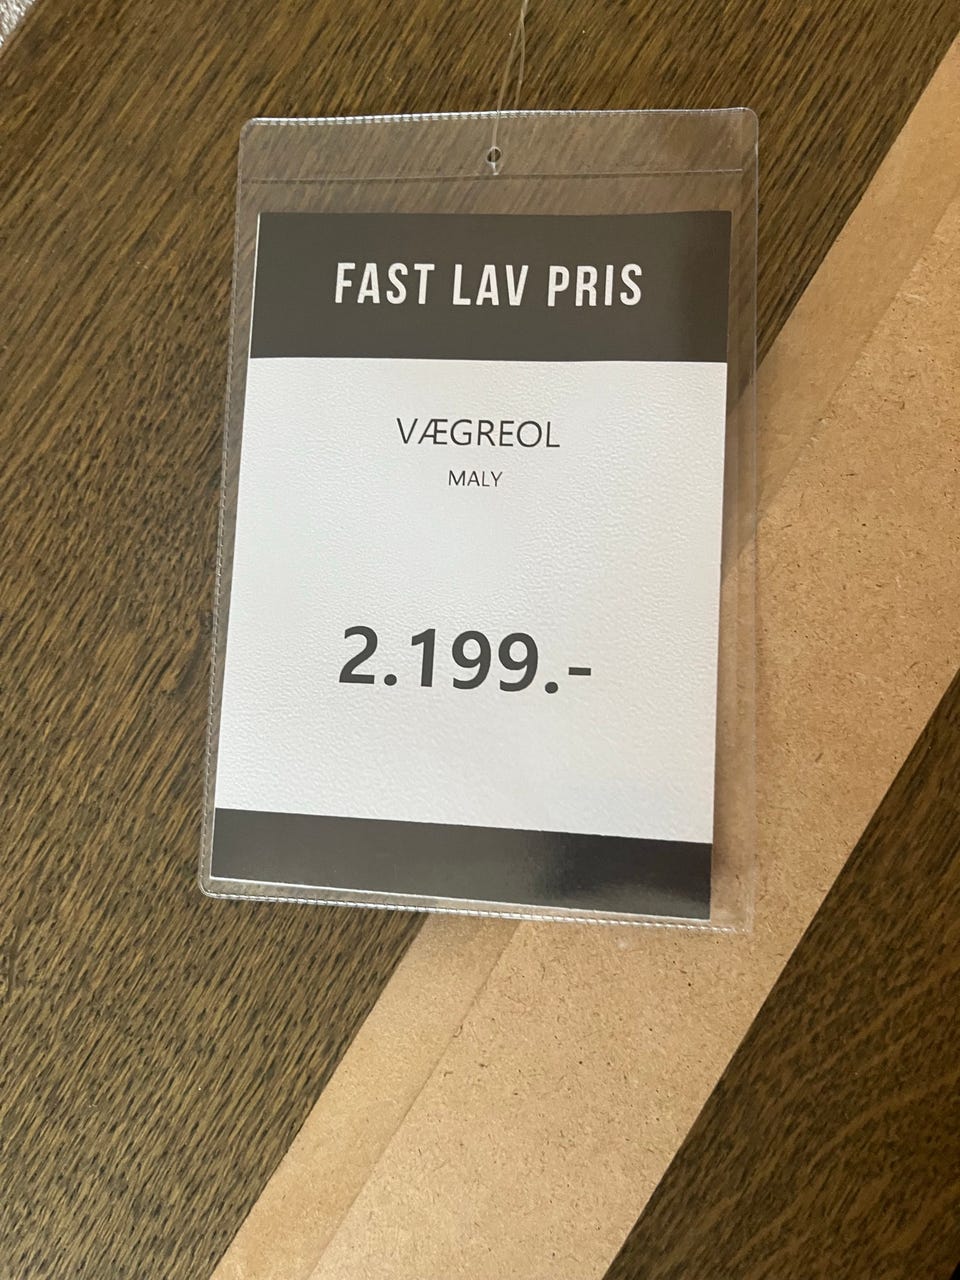 FAST LAV PRIS
VÆGREOL
MALY
2.199.-